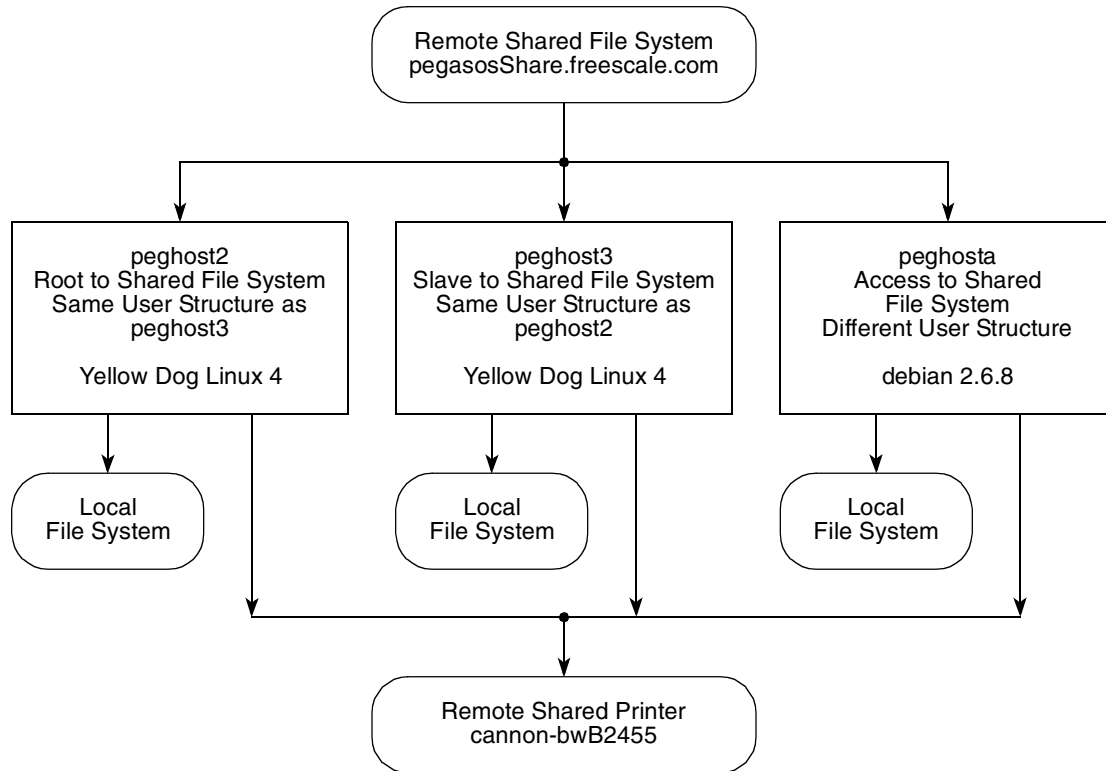 Remote Shared File System
pegasosShare.freescale.com
peghost2
Root to Shared File System
Same User Structure as
peghost3
Yellow Dog Linux 4
peghost3
Slave to Shared File System
Same User Structure as
peghost2
Yellow Dog Linux 4
peghosta
Access to Shared
File System
Different User Structure
debian 2.6.8
Local
File System
Local
File System
Local
File System
Remote Shared Printer
cannon-bwB2455